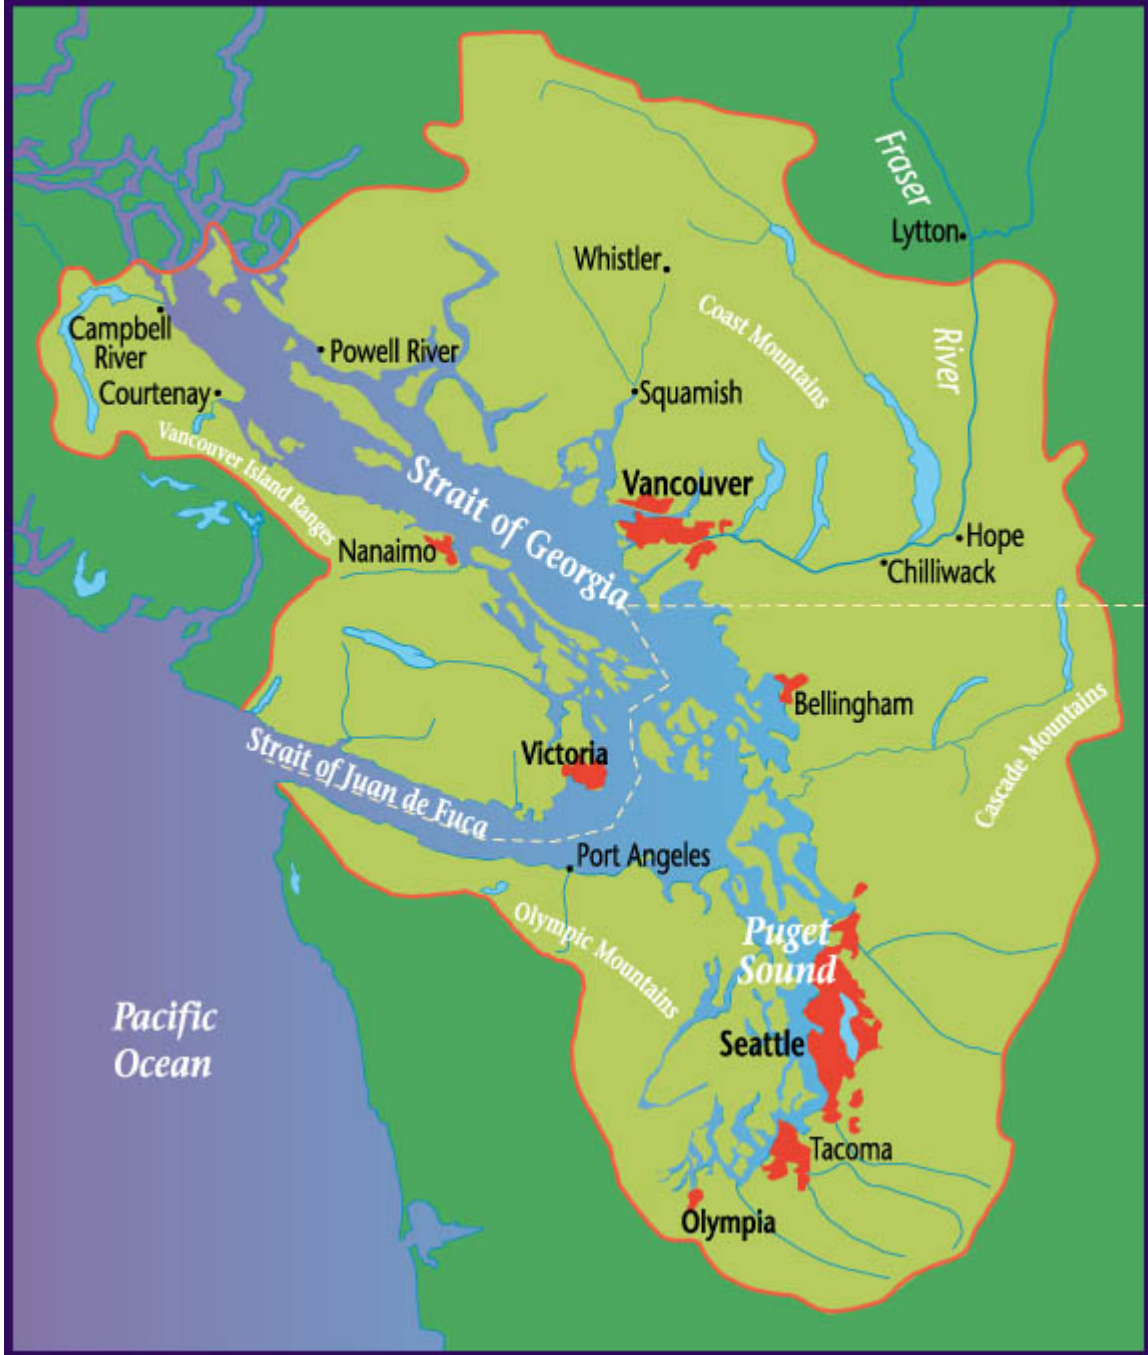 Fraser
Lytton
Whistler
Coast Mountains
River
Campbell
River
Powell River
Courtenay
Squamish
Vancouver Island Ranges
Strait of Georgia
Vancouver
Nanaimo
Hope
Chilliwack
Bellingham
Cascade Mountains
Victoria
Strait of Juan de Fuca
Port Angeles
Olympic Mountains
Puget
Sound
Pacific
Ocean
Seattle
Tacoma
Olympia